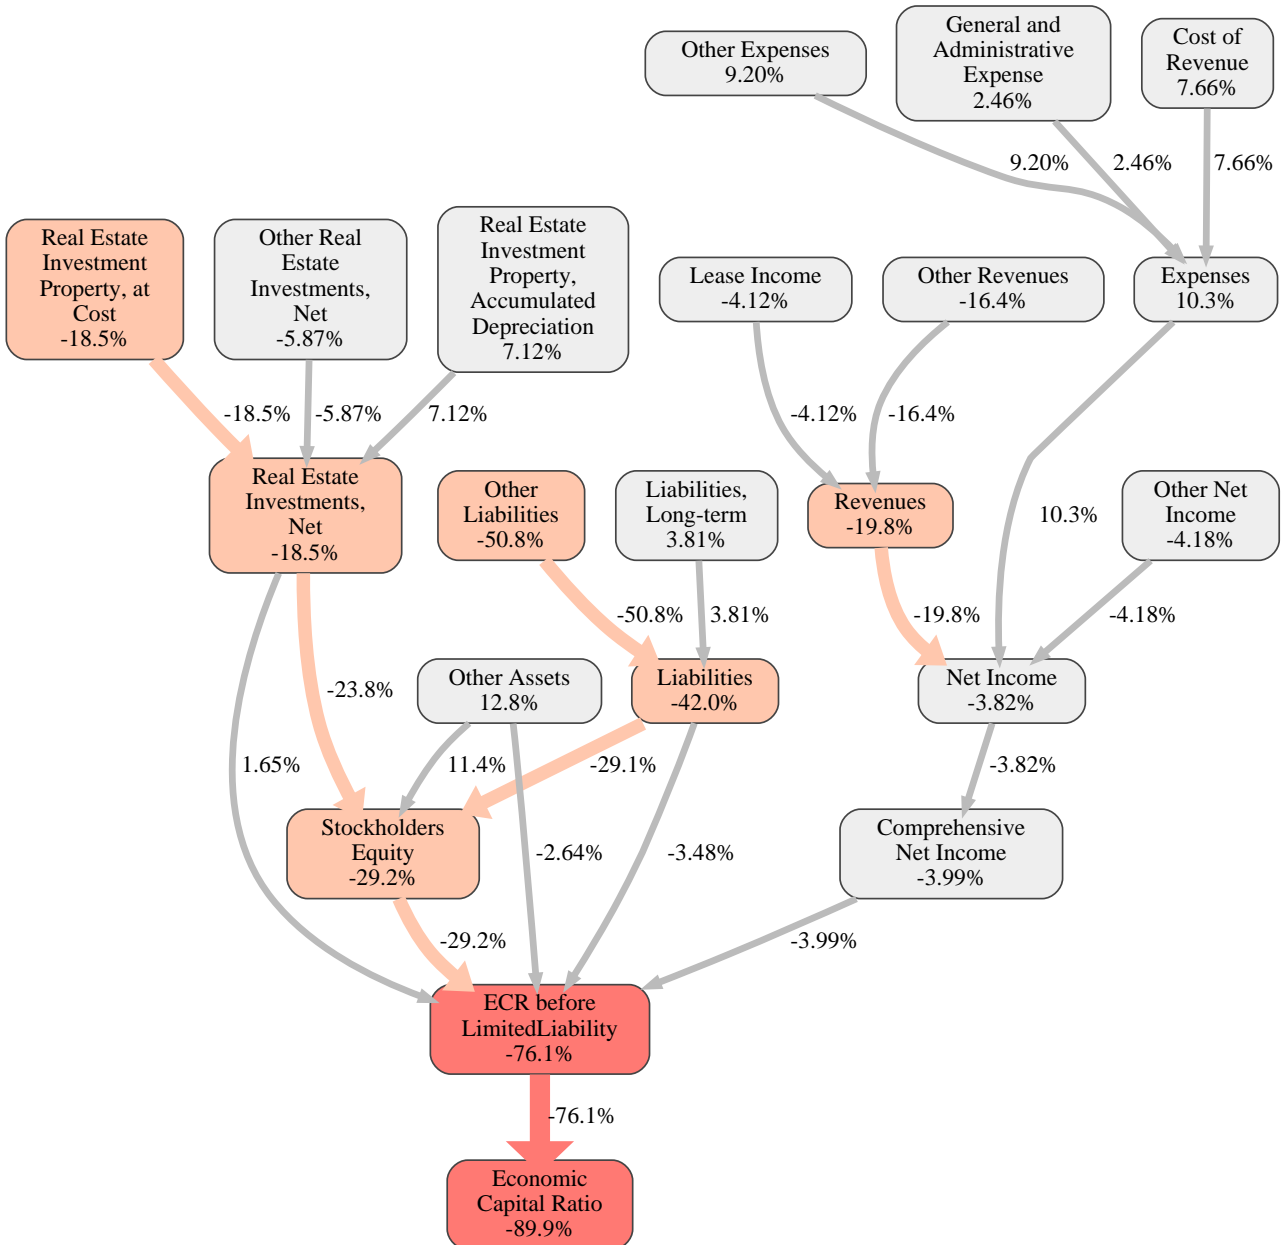 Other Expenses
9.20%
General and
Administrative
Expense
2.46%
Cost of
Revenue
7.66%
9.20%
2.46%
7.66%
Real Estate
Investment
Property, at
Cost
-18.5%
Other Real
Estate
Investments,
Net
-5.87%
Real Estate
Investment
Property,
Accumulated
Depreciation
7.12%
Lease Income
-4.12%
Other Revenues
-16.4%
Expenses
10.3%
-18.5%
-5.87%
7.12%
-4.12%
-16.4%
Real Estate
Investments,
Net
-18.5%
Other
Liabilities
-50.8%
Liabilities,
Long-term
3.81%
Revenues
-19.8%
10.3%
Other Net
Income
-4.18%
-50.8%
3.81%
-19.8%
-4.18%
-23.8%
Other Assets
12.8%
Liabilities
-42.0%
Net Income
-3.82%
1.65%
11.4%
-29.1%
-3.82%
Stockholders
Equity
-29.2%
-2.64%
-3.48%
Comprehensive
Net Income
-3.99%
-29.2%
-3.99%
ECR before
LimitedLiability
-76.1%
-76.1%
Economic
Capital Ratio
-89.9%